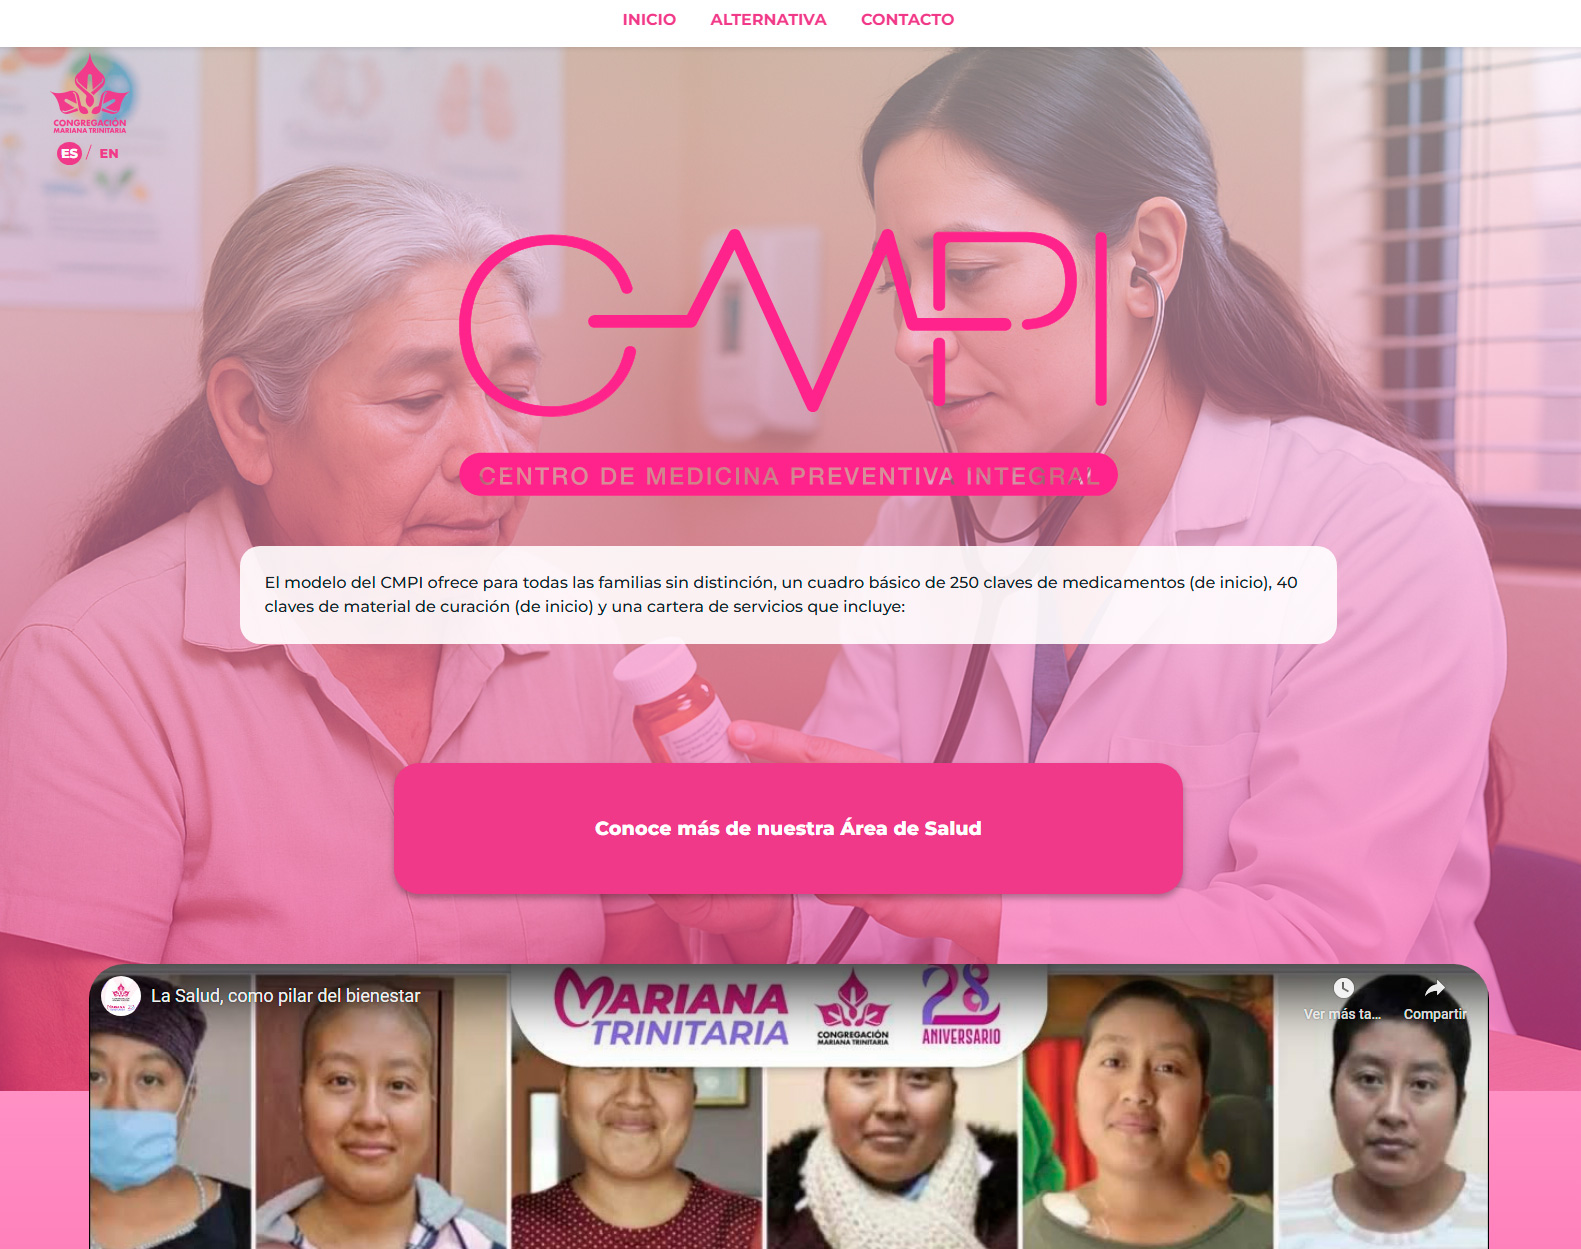 INICIO ALTERNATIVA CONTACTO
CONGREGACIÓN
MARIANA TRINITARIA
ES / EN
CMPI
CENTRO DE MEDICINA PREVENTIVA INTEGRAL
El modelo del CMPI ofrece para todas las familias sin distinción, un cuadro básico de 250 claves de medicamentos (de inicio), 40
claves de material de curación (de inicio) y una cartera de servicios que incluye:
Conoce más de nuestra Área de Salud
La Salud, como pilar del bienestar
MARIANA
TRINITARIA
CONGREGACIÓN
MARIANA TRINITARIA
28
ANIVERSARIO
Ver más ta...
Compartir